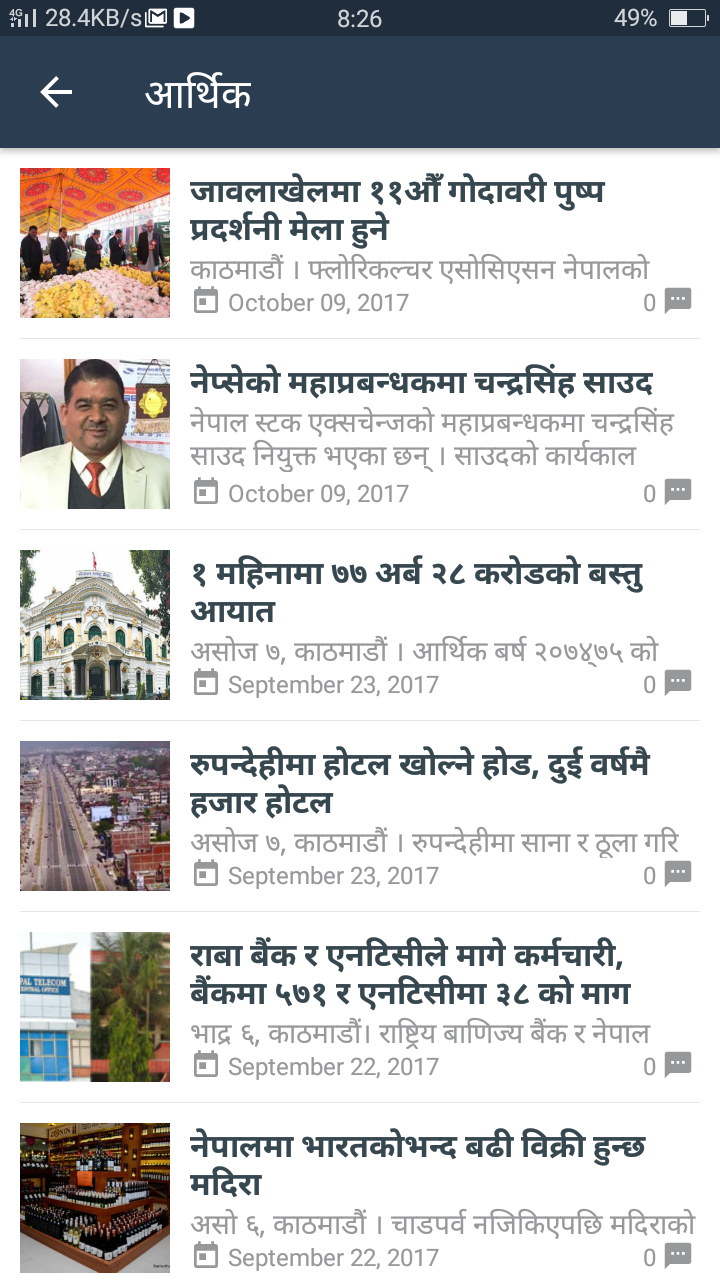 4G 28.4KB/s 8:26 49%
आर्थिक
जावलाखेलमा ११औँ गोदावरी पुष्प
प्रदर्शनी मेला हुने
काठमाडौं । फ्लोरिकल्चर एसोसिएसन नेपालको
October 09, 2017 0
नेप्सेको महाप्रबन्धकमा चन्द्रसिंह साउद
नेपाल स्टक एक्सचेन्जको महाप्रबन्धकमा चन्द्रसिंह
साउद नियुक्त भएका छन् । साउदको कार्यकाल
October 09, 2017 0
१ महिनामा ७७ अर्ब २८ करोडको बस्तु
आयात
असोज ७, काठमाडौं । आर्थिक बर्ष २०७४्७५ को
September 23, 2017 0
रुपन्देहीमा होटल खोल्ने होड, दुई वर्षमै
हजार होटल
असोज ७, काठमाडौं । रुपन्देहीमा साना र ठूला गरि
September 23, 2017 0
राबा बैंक र एनटिसीले मागे कर्मचारी,
बैंकमा ५७१ र एनटिसीमा ३८ को माग
PAL TELECOM
भाद्र ६, काठमाडौं। राष्ट्रिय बाणिज्य बैंक र नेपाल
September 22, 2017 0
नेपालमा भारतकोभन्द बढी विक्री हुन्छ
मदिरा
असो ६, काठमाडौं । चाडपर्व नजिकिएपछि मदिराको
September 22, 2017 0